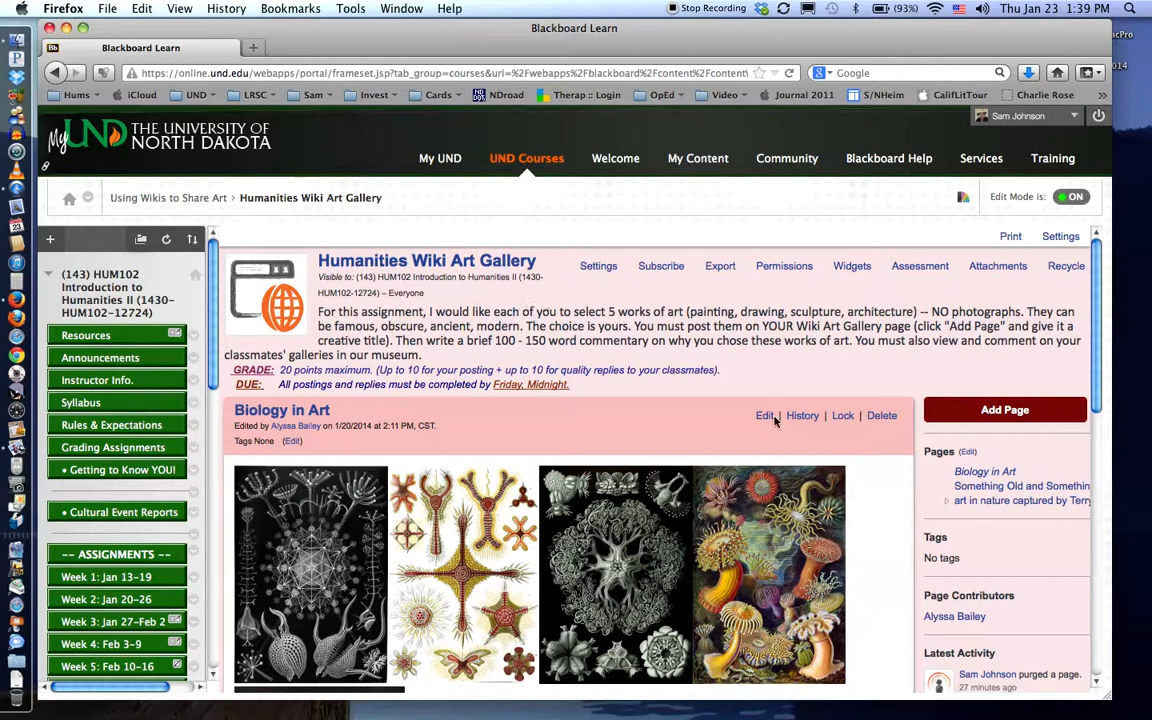 Firefox File Edit View History Bookmarks Tools Window Help Stop Recording (93%) Thu Jan 23 1:39 PM
Blackboard Learn
acPro
Bb Blackboard Learn +
014
https://online.und.edu/webapps/portal/frameset.jsp?tab_group=courses&url=%2Fwebapps%2Fblackboard%2Fcontent%2Fcontent\ Google
Hums iCloud UND LRSC Sam Invest Cards NDroad Therap :: Login OpEd Video Journal 2011 S/NHeim CalifLitTour Charlie Rose »
Sam Johnson
My UND THE UNIVERSITY OF
NORTH DAKOTA
My UND UND Courses Welcome My Content Community Blackboard Help Services Training
Using Wikis to Share Art > Humanities Wiki Art Gallery Edit Mode is: ON
Print Settings
(143) HUM102
Introduction to
Humanities II (1430-
HUM102-12724)
Resources
Announcements
Instructor Info.
Syllabus
Rules & Expectations
Grading Assignments
• Getting to Know YOU!
• Cultural Event Reports
-- ASSIGNMENTS --
Week 1: Jan 13-19
Week 2: Jan 20-26
Week 3: Jan 27-Feb 2
Week 4: Feb 3-9
Week 5: Feb 10-16
Humanities Wiki Art Gallery
Visible to: (143) HUM102 Introduction to Humanities II (1430-
HUM102-12724) – Everyone
Settings Subscribe Export Permissions Widgets Assessment Attachments Recycle
For this assignment, I would like each of you to select 5 works of art (painting, drawing, sculpture, architecture) -- NO photographs. They can
be famous, obscure, ancient, modern. The choice is yours. You must post them on YOUR Wiki Art Gallery page (click "Add Page" and give it a
creative title). Then write a brief 100 - 150 word commentary on why you chose these works of art. You must also view and comment on your
classmates' galleries in our museum.
GRADE: 20 points maximum. (Up to 10 for your posting + up to 10 for quality replies to your classmates).
DUE: All postings and replies must be completed by Friday, Midnight.
Biology in Art
Edit | History | Lock | Delete
Edited by Alyssa Bailey on 1/20/2014 at 2:11 PM, CST.
Tags None (Edit)
Add Page
Pages (Edit)
Biology in Art
Something Old and Somethin
art in nature captured by Terry
Tags
No tags
Page Contributors
Alyssa Bailey
Latest Activity
Sam Johnson purged a page.
27 minutes ago